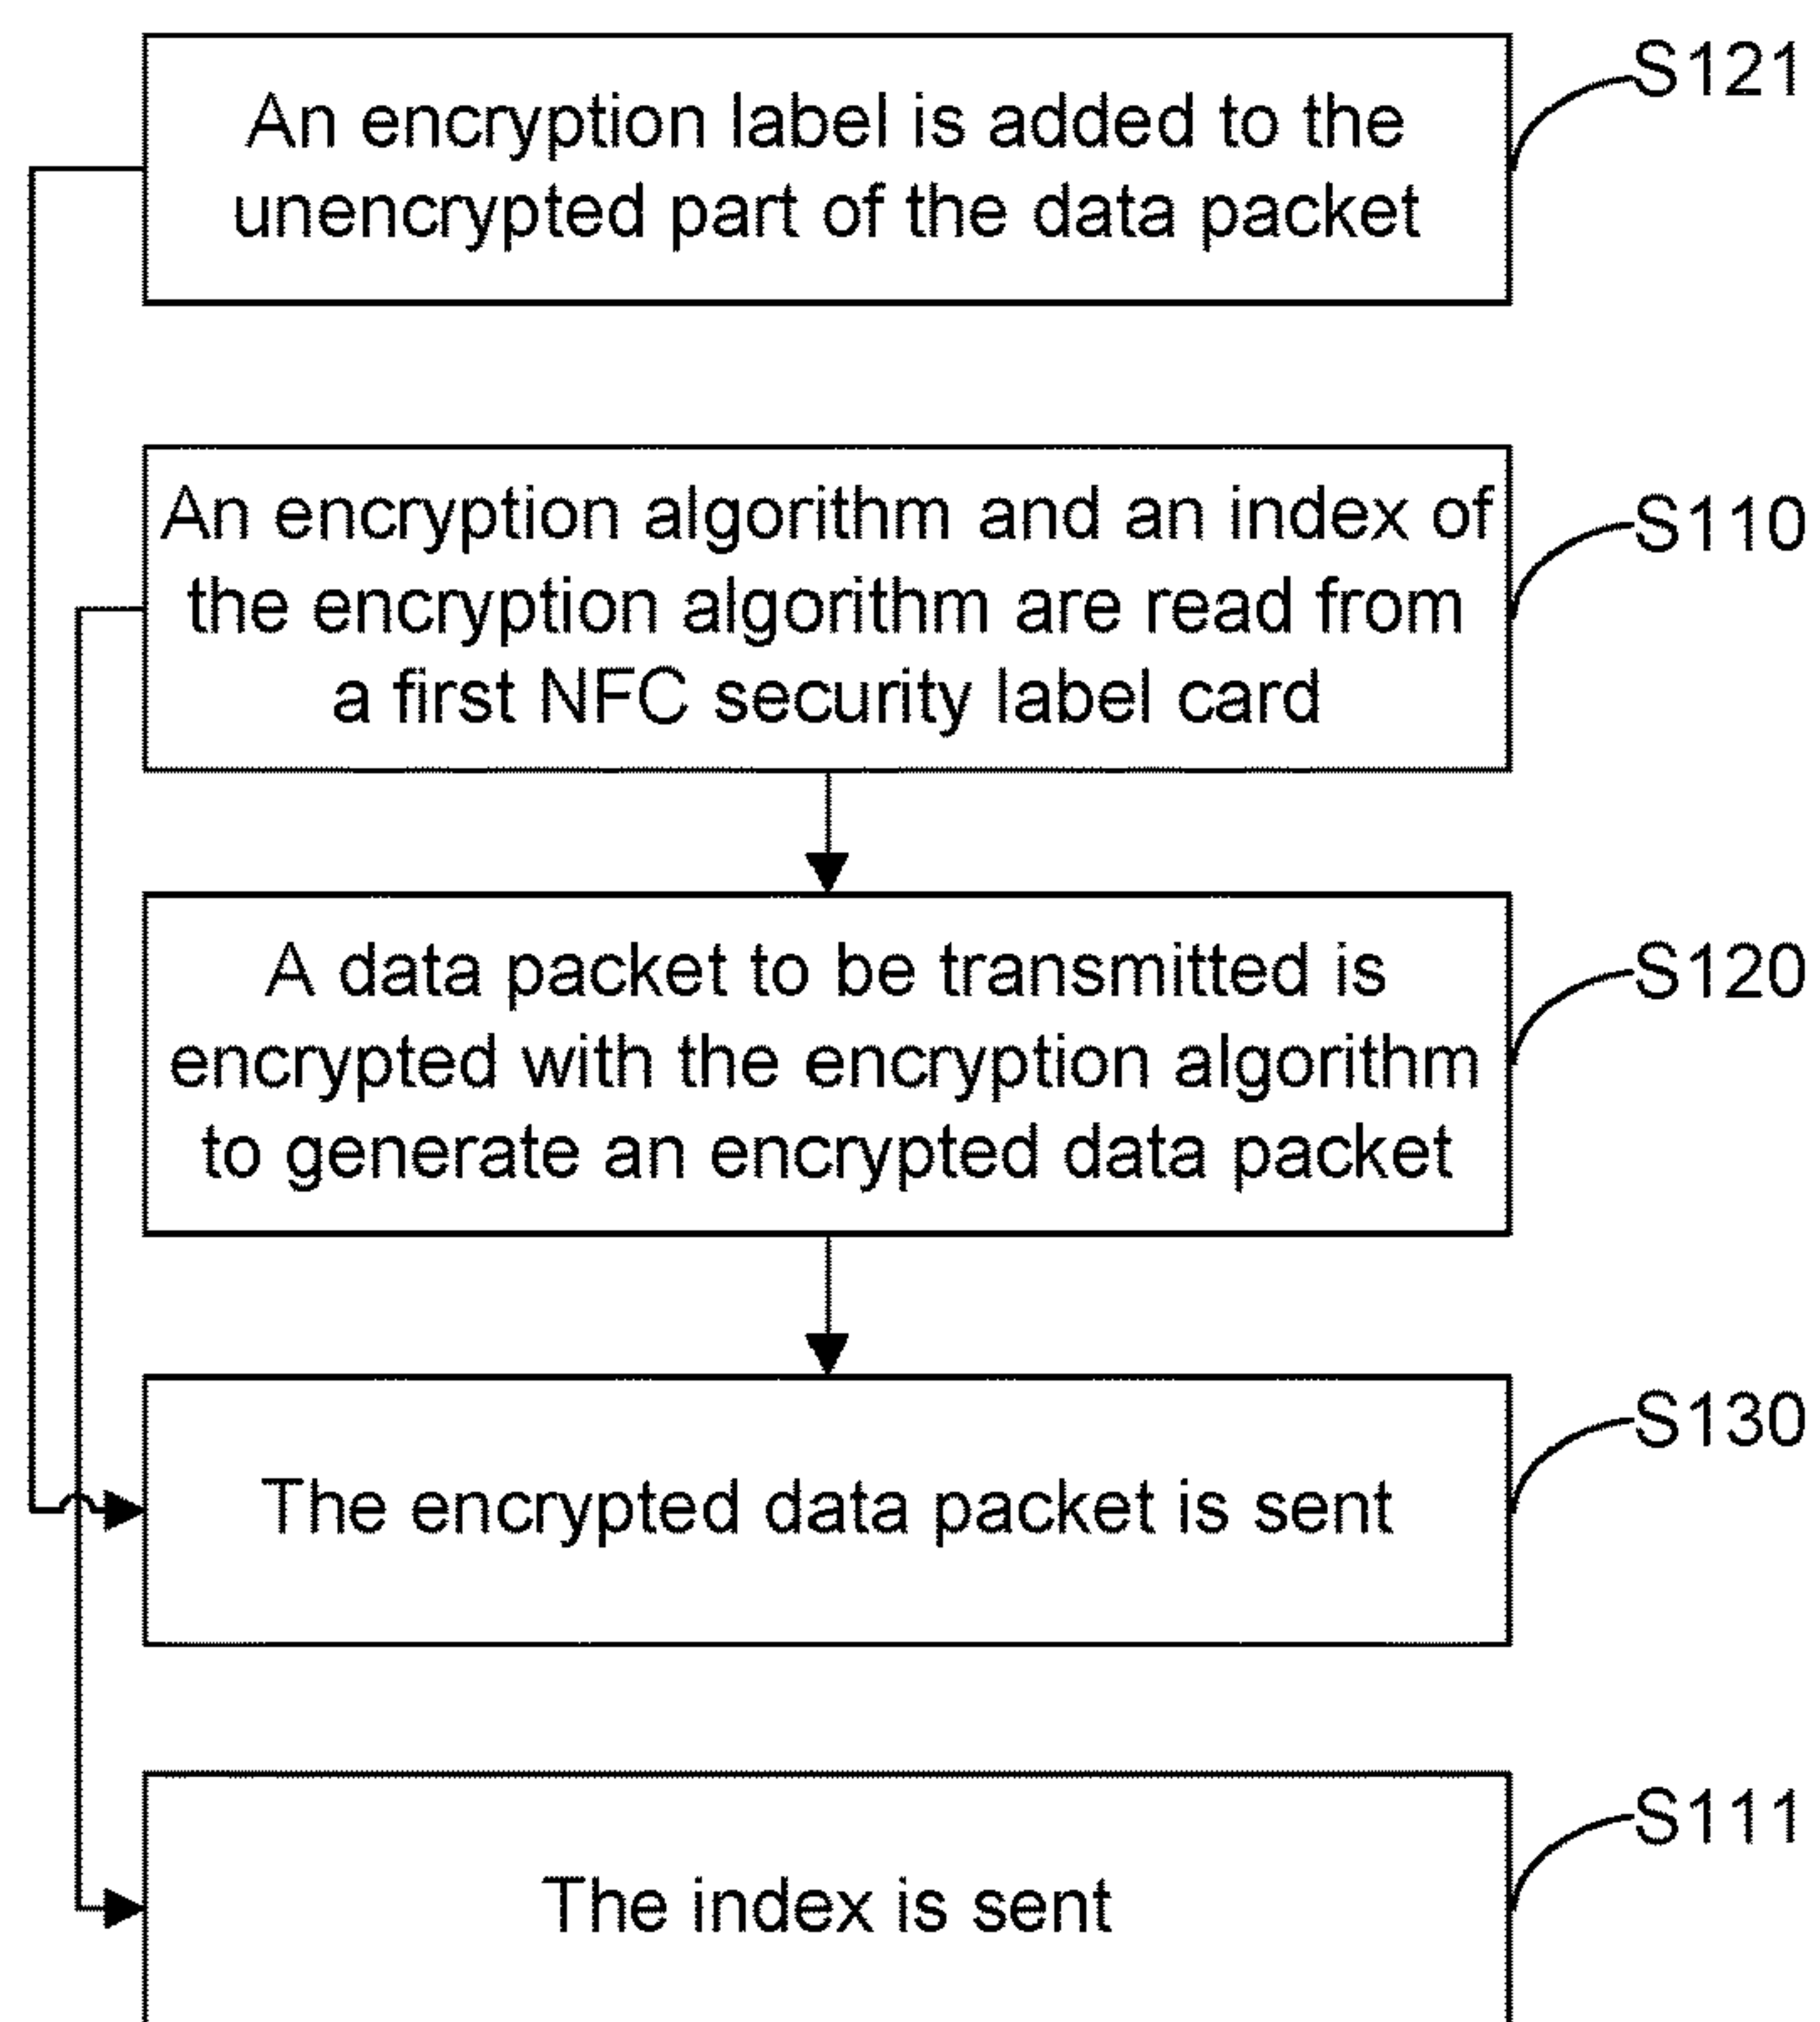 An encryption label is added to the
unencrypted part of the data packet
S121
An encryption algorithm and an index of
the encryption algorithm are read from
a first NFC security label card
S110
A data packet to be transmitted is
encrypted with the encryption algorithm
to generate an encrypted data packet
S120
The encrypted data packet is sent
S130
The index is sent
S111